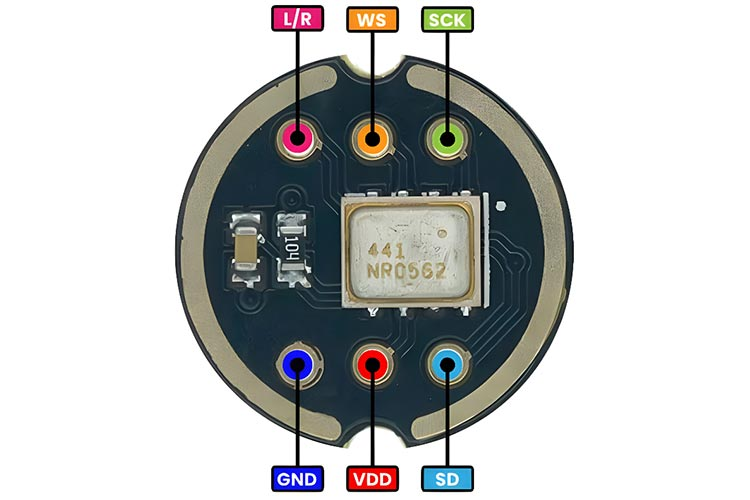 L/R WS SCK
104
441
NR0562
GND VDD SD